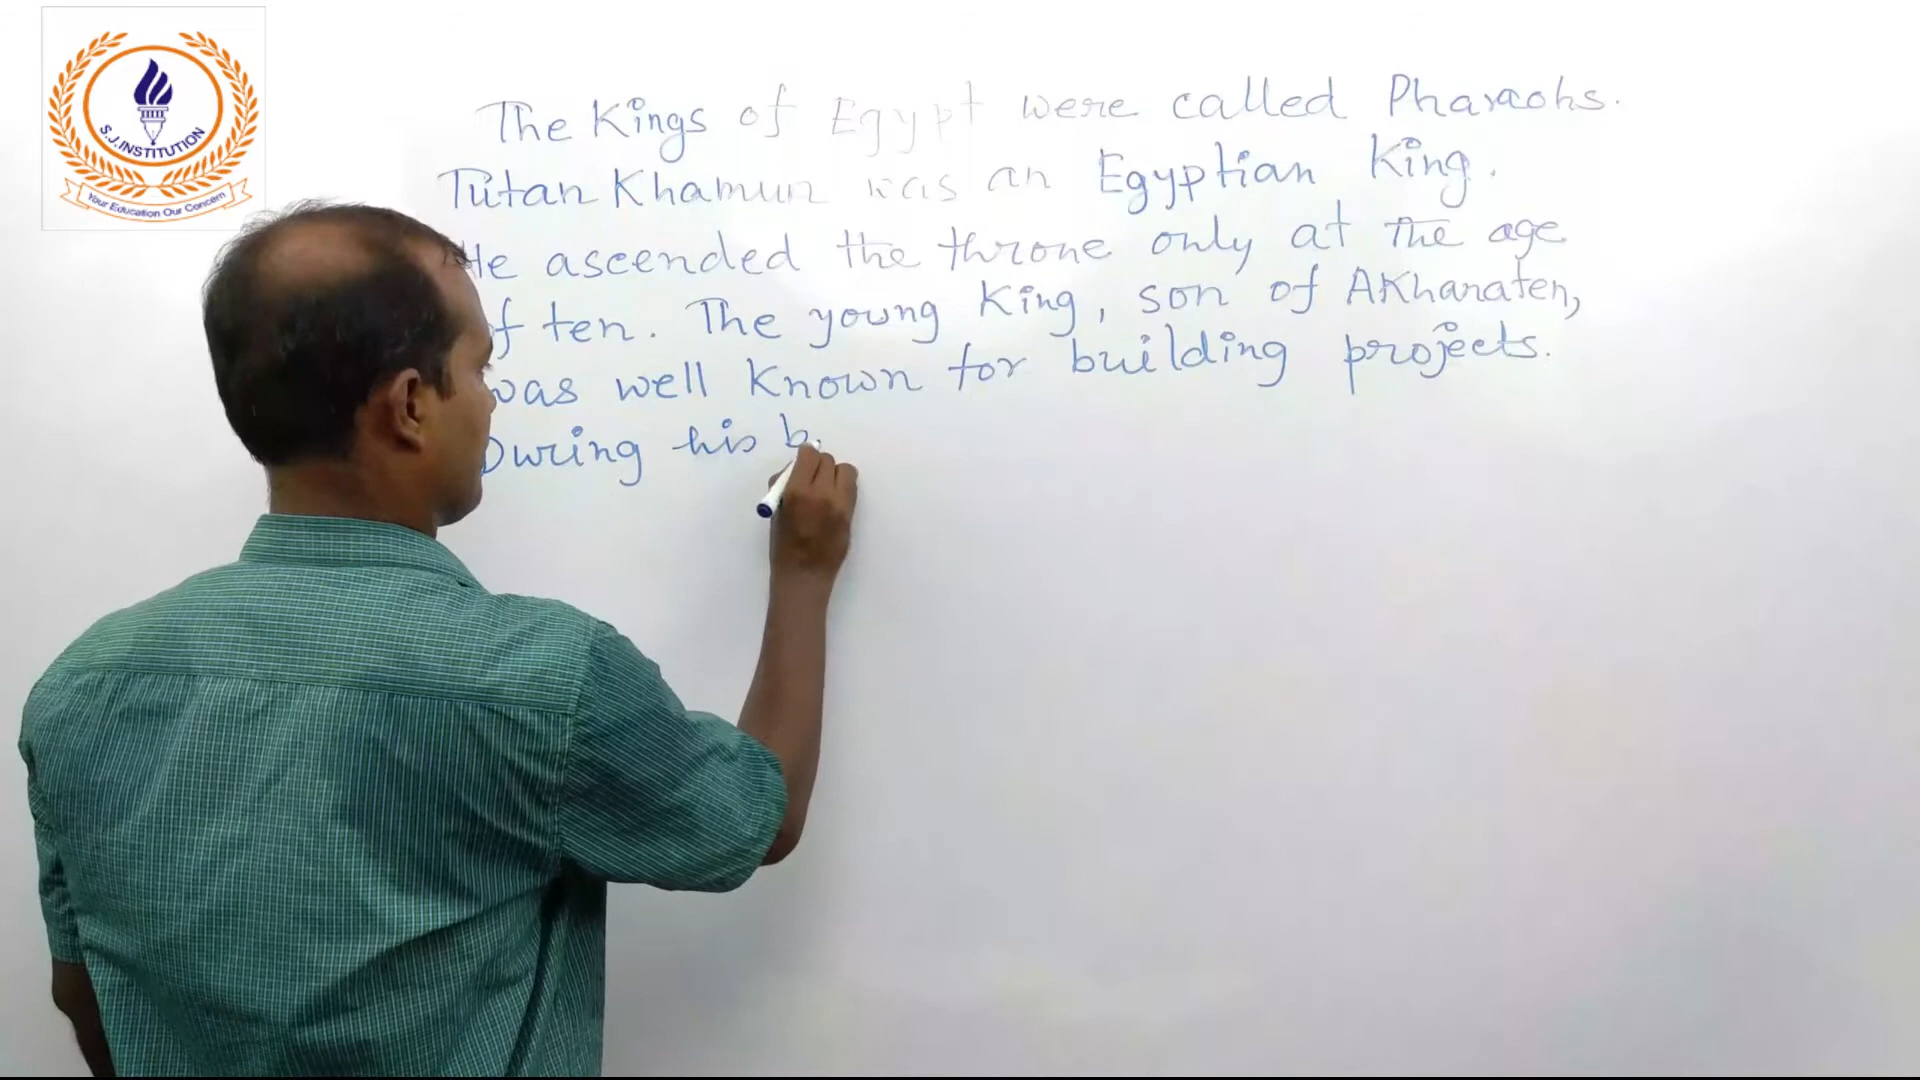 S.J. INSTITUTION
Your Education Our Concern
The Kings of Egypt were called Pharaohs.
Tutan Khamun was an Egyptian King.
He ascended the throne only at the age
of ten. The young King, son of AKhanaten,
was well Known for building projects.
During his b